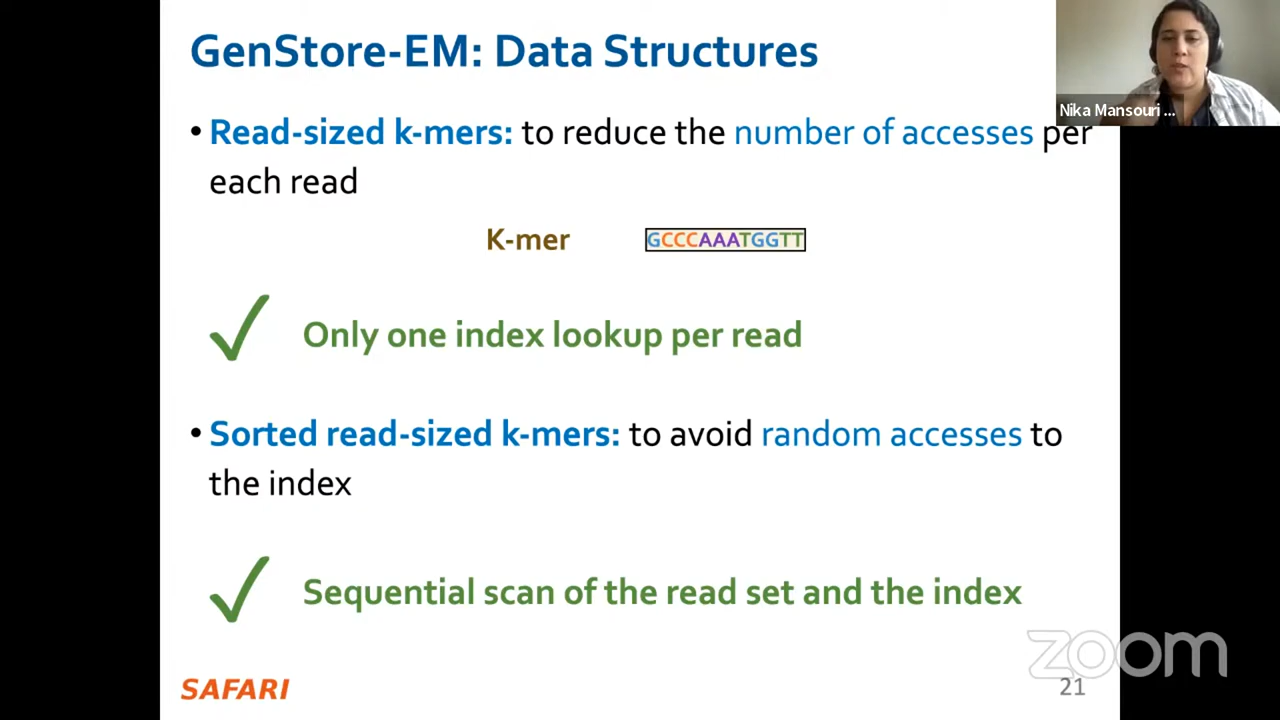 GenStore-EM: Data Structures
Nika Mansouri ...
• Read-sized k-mers: to reduce the number of accesses per
each read
K-mer GCCCAAATGGTT
Only one index lookup per read
• Sorted read-sized k-mers: to avoid random accesses to
the index
Sequential scan of the read set and the index
zoom
SAFARI
21